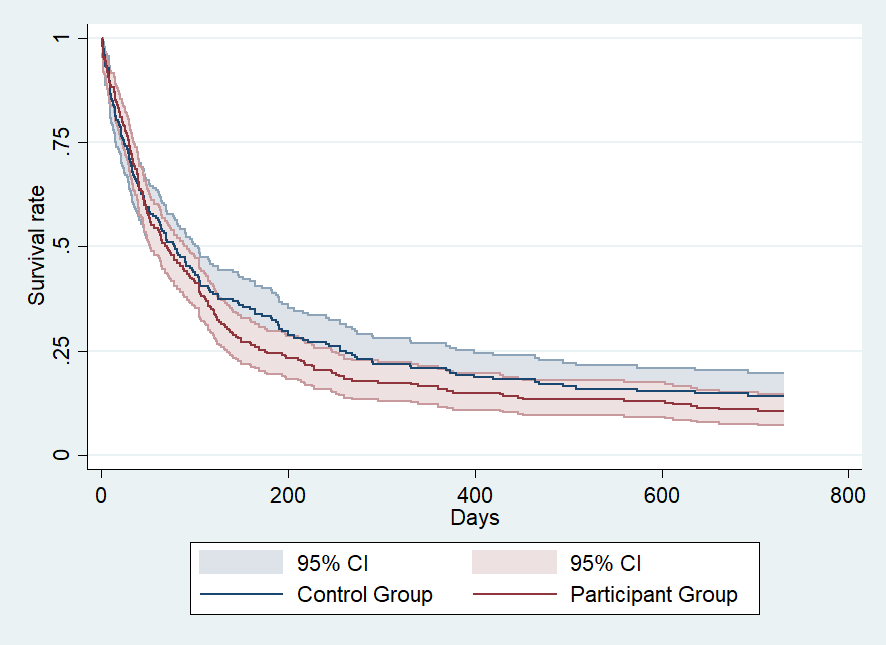 Survival rate
1
.75
.5
.25
0
0 200 400 600 800
Days
95% CI 95% CI
Control Group Participant Group